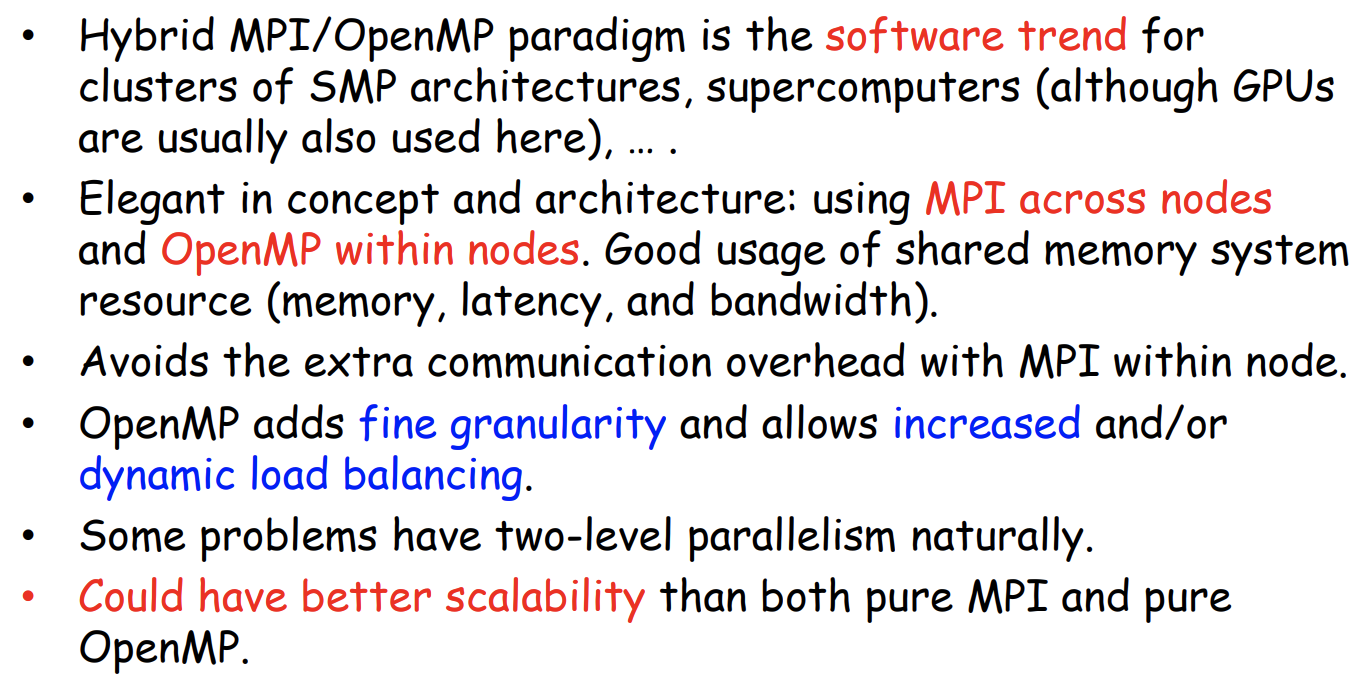 • Hybrid MPI/OpenMP paradigm is the software trend for
clusters of SMP architectures, supercomputers (although GPUs
are usually also used here), … .
• Elegant in concept and architecture: using MPI across nodes
and OpenMP within nodes. Good usage of shared memory system
resource (memory, latency, and bandwidth).
• Avoids the extra communication overhead with MPI within node.
• OpenMP adds fine granularity and allows increased and/or
dynamic load balancing.
• Some problems have two-level parallelism naturally.
• Could have better scalability than both pure MPI and pure
OpenMP.